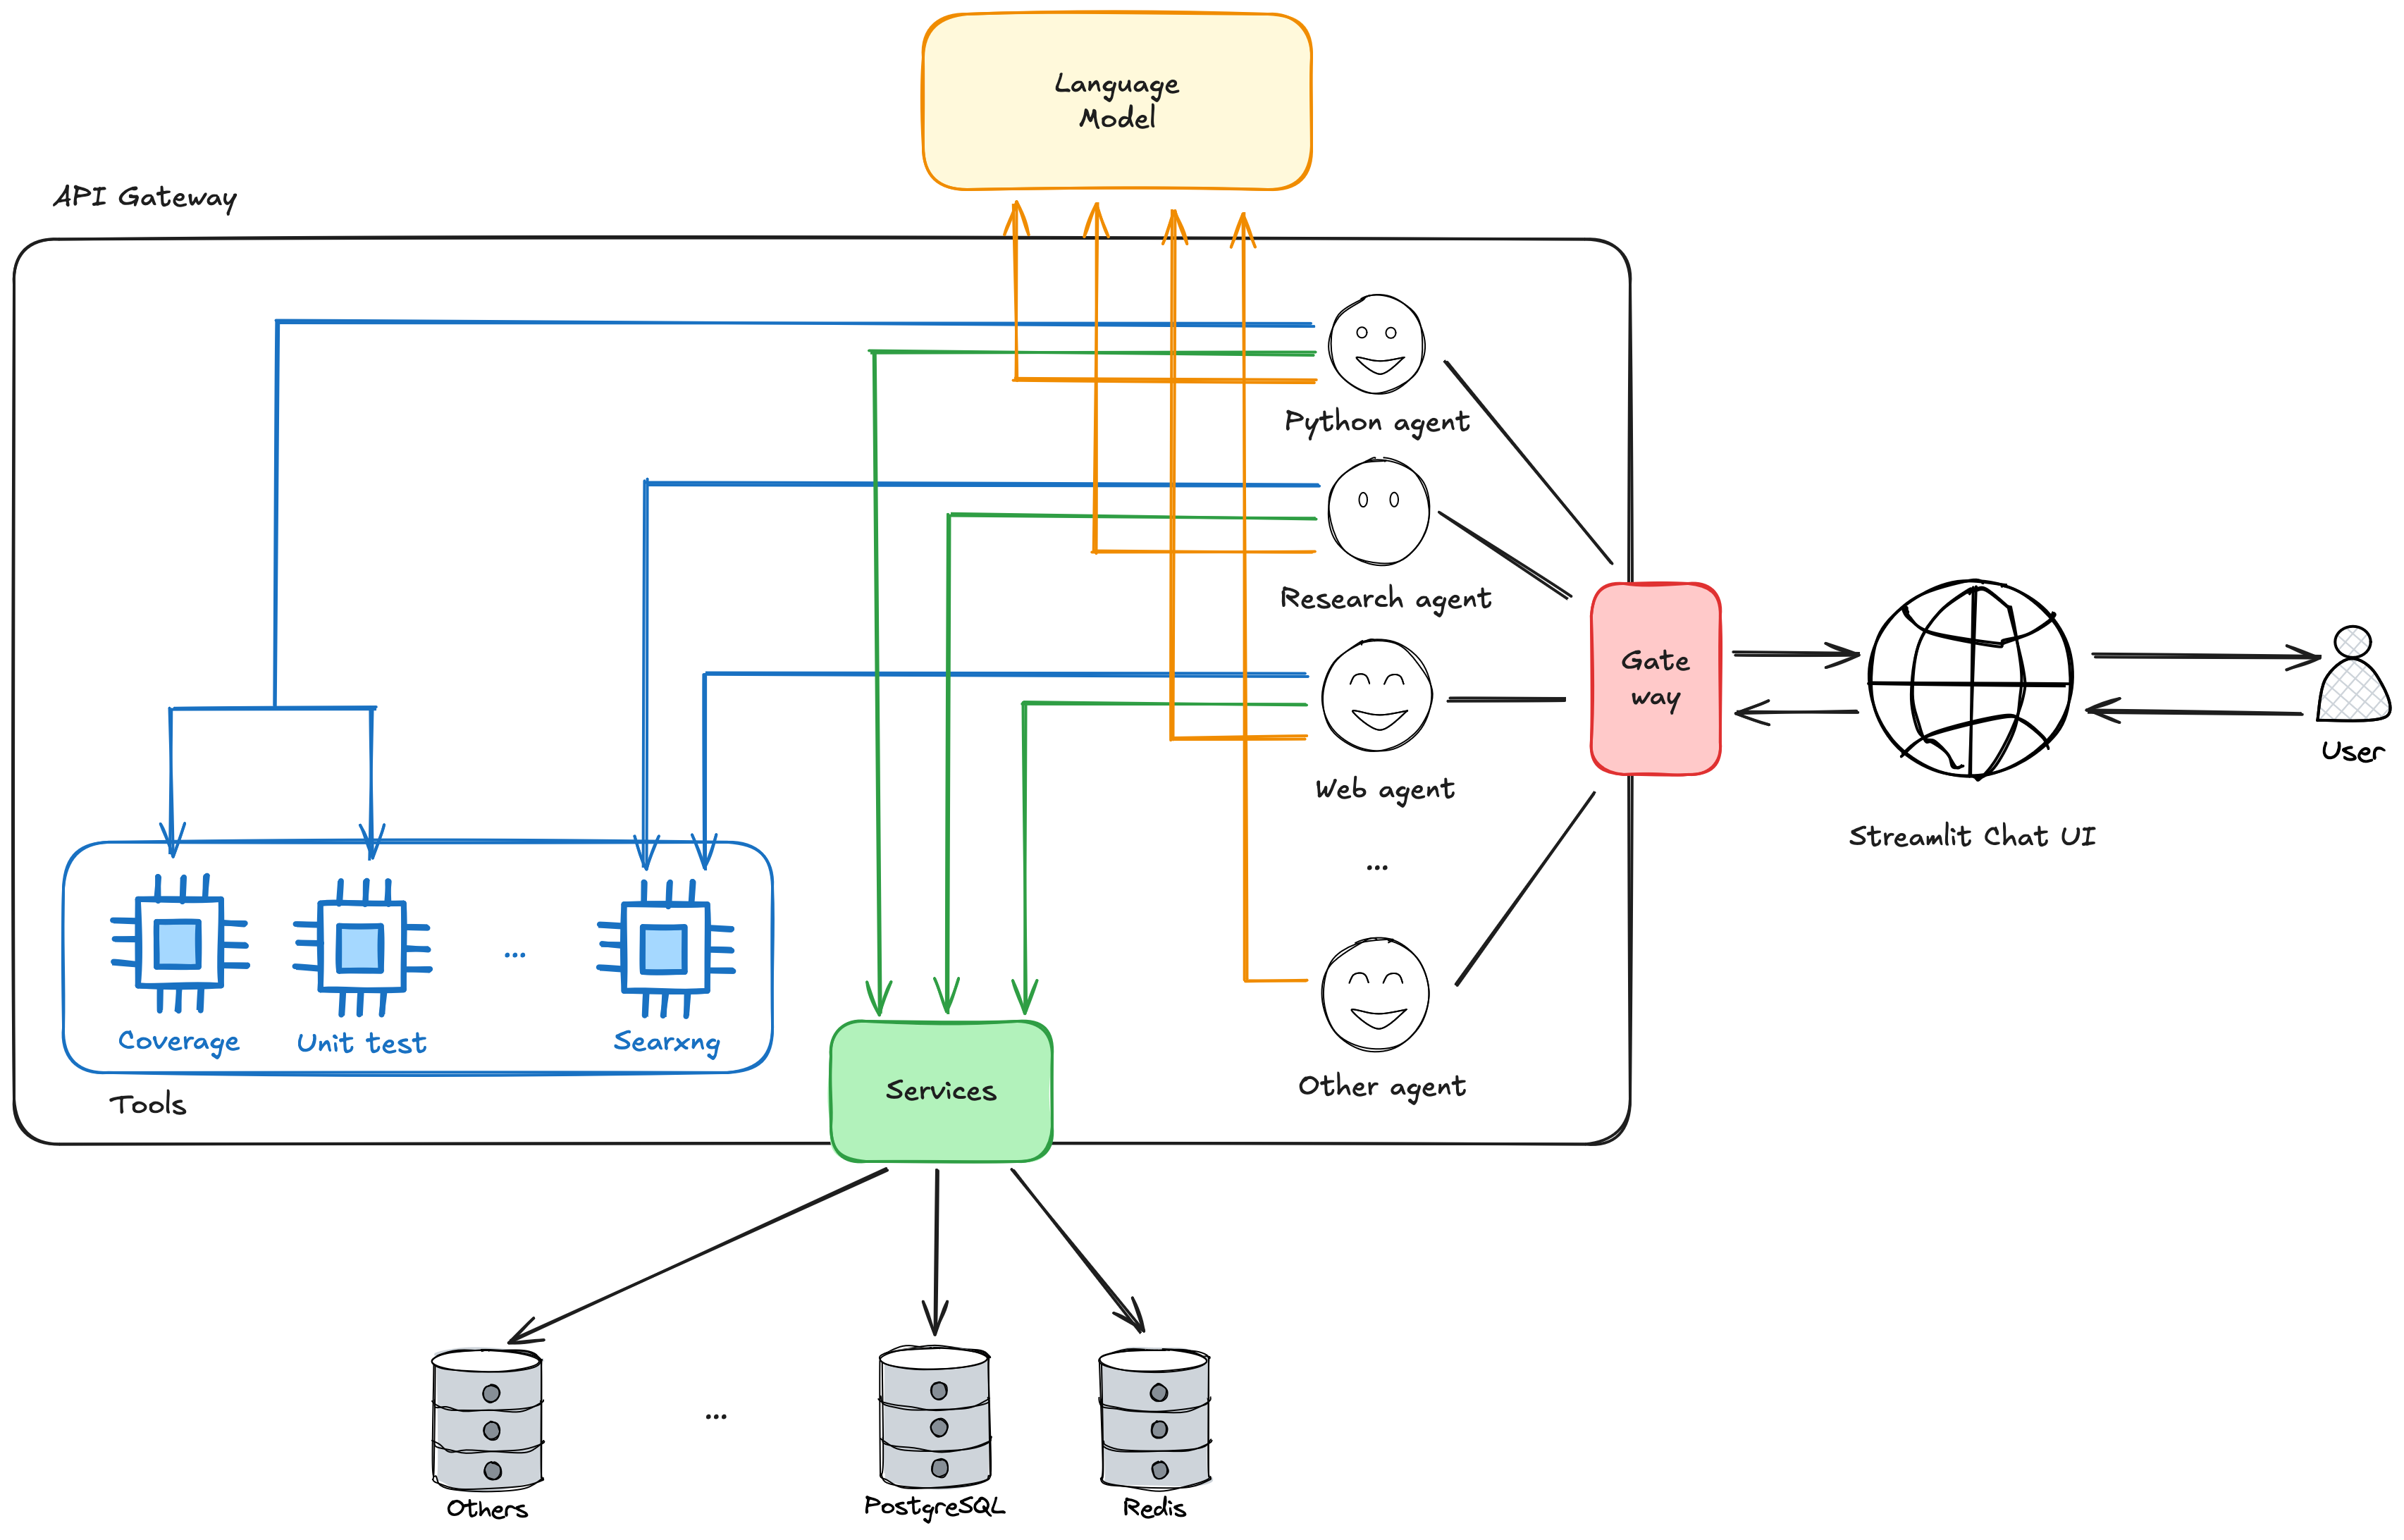 Language
Model
API Gateway
Python agent
Research agent
Gate
way
User
Web agent
Streamlit Chat UI
...
...
Coverage
Unit test
Searxng
Services
Other agent
Tools
...
Others
PostgreSQL
Redis